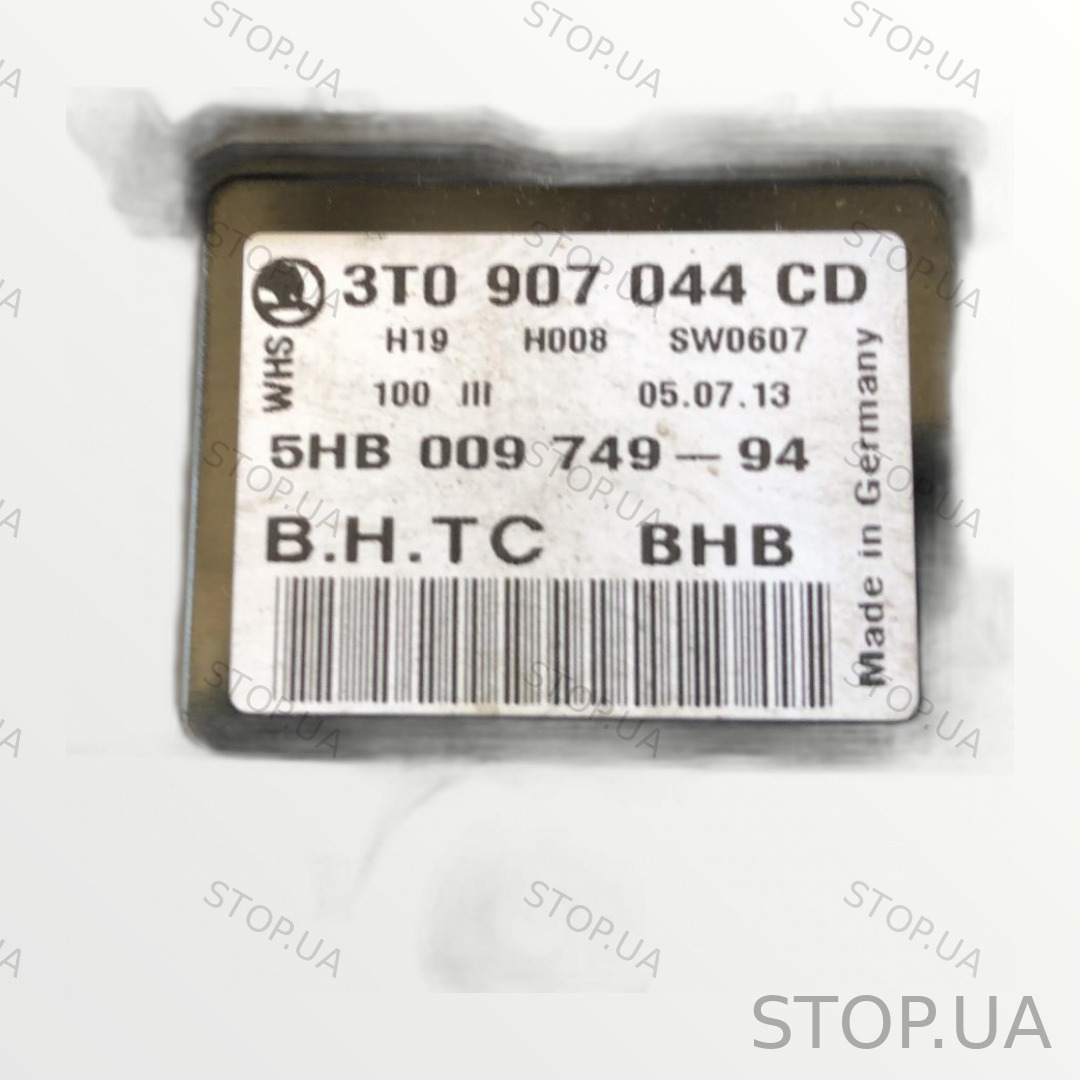 3T0 907 044 CD
H19 H008 SW0607
WHS
100 III 05.07.13
5HB 009 749-94
B.H.TC BHB
Made in Germany
STOP.UA